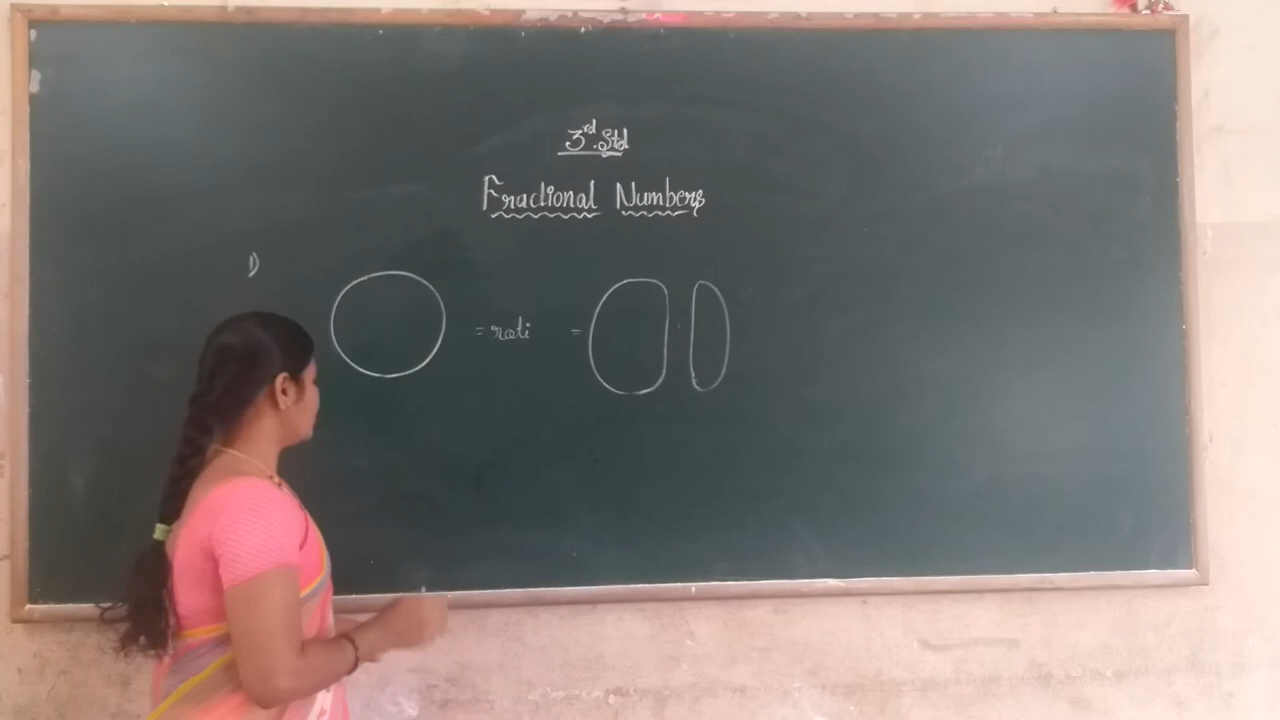 3rd.Std
Fractional Numbers
1)
= roti =